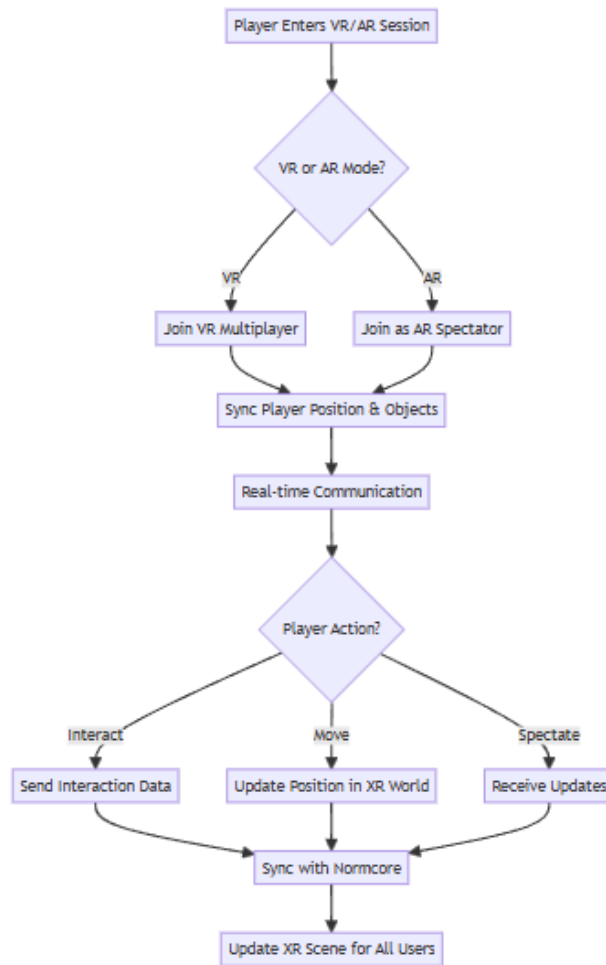 Player Enters VR/AR Session
VR or AR Mode?
VR
AR
Join VR Multiplayer
Join as AR Spectator
Sync Player Position & Objects
Real-time Communication
Player Action?
Interact
Move
Spectate
Send Interaction Data
Update Position in XR World
Receive Updates
Sync with Normcore
Update XR Scene for All Users